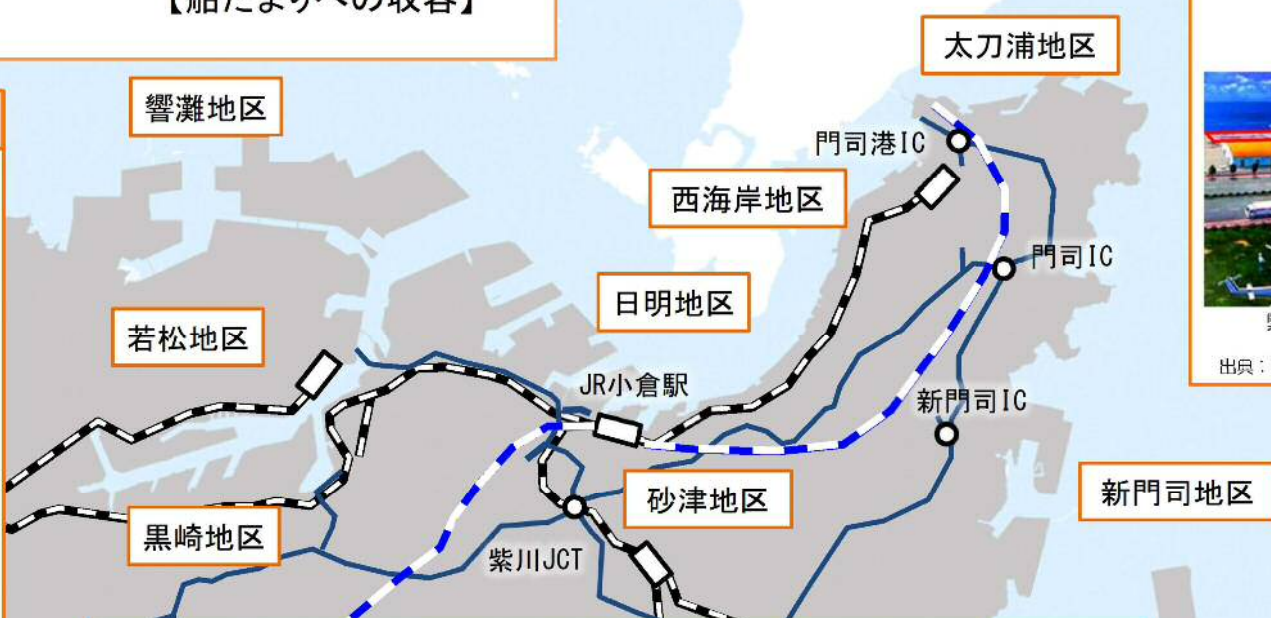 【船だまりへの収容】
太刀浦地区
響灘地区
門司港IC
西海岸地区
門司IC
日明地区
若松地区
出典：
JR小倉駅
新門司IC
新門司地区
砂津地区
黒崎地区
紫川JCT